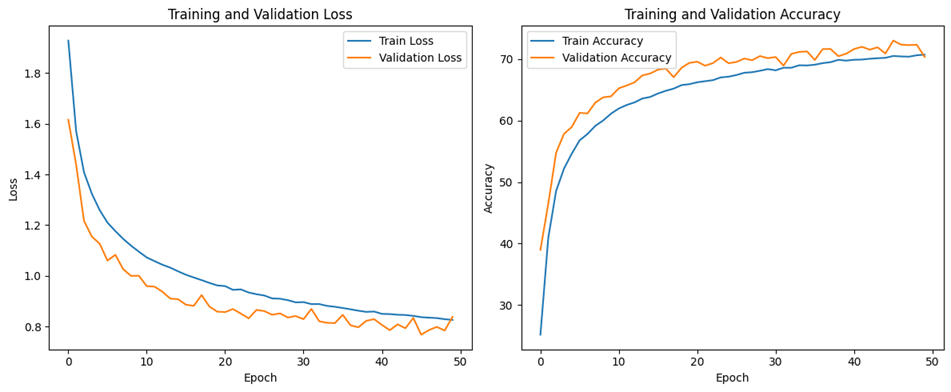 Training and Validation Loss
Train Loss
Validation Loss
1.8
1.6
1.4
1.2
1.0
0.8
Loss
0 10 20 30 40 50
Epoch
Training and Validation Accuracy
Train Accuracy
Validation Accuracy
70
60
50
40
30
Accuracy
0 10 20 30 40 50
Epoch